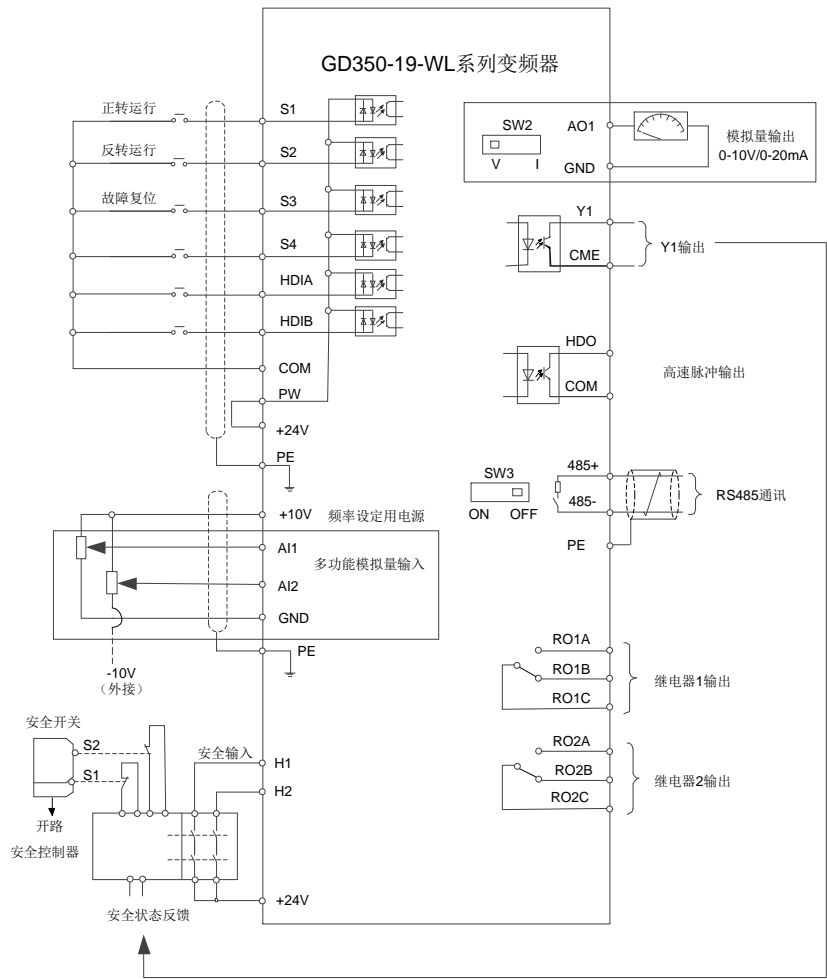 GD350-19-WL系列变频器
正转运行
S1
反转运行
S2
故障复位
S3
S4
HDIA
HDIB
COM
PW
+24V
PE
+10V
频率设定用电源
AI1
多功能模拟量输入
AI2
GND
PE
-10V
（外接）
安全开关
S2
S1
开路
安全控制器
安全输入
H1
H2
+24V
安全状态反馈
SW2
V I
AO1
GND
模拟量输出
0-10V/0-20mA
Y1
CME
Y1输出
HDO
COM
高速脉冲输出
SW3
ON OFF
485+
485-
RS485通讯
PE
RO1A
RO1B
RO1C
继电器1输出
RO2A
RO2B
RO2C
继电器2输出